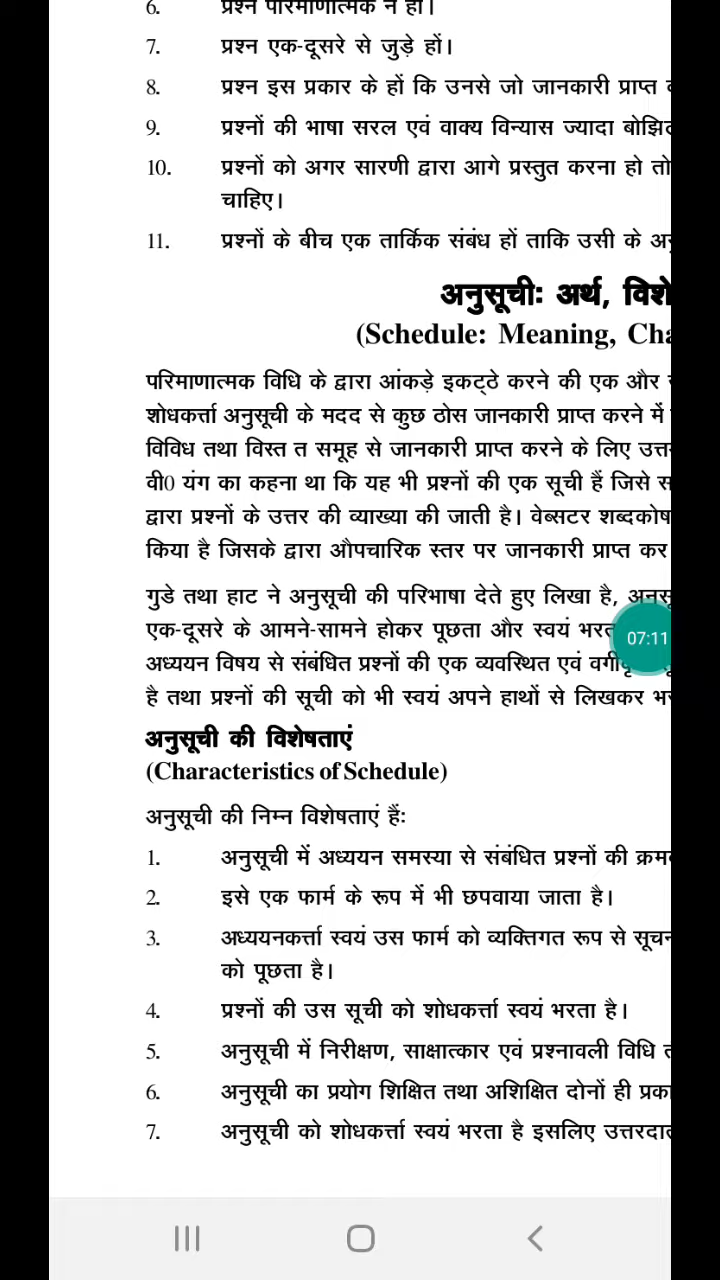 6. प्रश्न परिमाणात्मक न हों।
7. प्रश्न एक-दूसरे से जुड़े हों।
8. प्रश्न इस प्रकार के हों कि उनसे जो जानकारी प्राप्त
9. प्रश्नों की भाषा सरल एवं वाक्य विन्यास ज्यादा
10. प्रश्नों को अगर सारणी द्वारा आगे प्रस्तुत करना हो तो
चाहिए।
11. प्रश्नों के बीच एक तार्किक संबंध हों ताकि उसी के
अनुसूचीः अर्थ,
(Schedule: Meaning,
परिमाणात्मक विधि के द्वारा आंकड़े इकट्ठे करने की एक और
शोधकर्त्ता अनुसूची के मदद से कुछ ठोस जानकारी प्राप्त करने में
विविध तथा विस्त त समूह से जानकारी प्राप्त करने के लिए
वी0 यंग का कहना था कि यह भी प्रश्नों की एक सूची हैं जिसे
द्वारा प्रश्नों के उत्तर की व्याख्या की जाती है। वेब्सटर शब्दकोष
किया है जिसके द्वारा औपचारिक स्तर पर जानकारी प्राप्त कर
गुडे तथा हाट ने अनुसूची की परिभाषा देते हुए लिखा है,
एक-दूसरे के आमने-सामने होकर पूछता और स्वयं
07:11
अध्ययन विषय से संबंधित प्रश्नों की एक व्यवस्थित एवं
है तथा प्रश्नों की सूची को भी स्वयं अपने हाथों से लिखकर
अनुसूची की विशेषताएं
(Characteristics of Schedule)
अनुसूची की निम्न विशेषताएं हैंः
1. अनुसूची में अध्ययन समस्या से संबंधित प्रश्नों की
2. इसे एक फार्म के रूप में भी छपवाया जाता है।
3. अध्ययनकर्त्ता स्वयं उस फार्म को व्यक्तिगत रूप से
को पूछता है।
4. प्रश्नों की उस सूची को शोधकर्त्ता स्वयं भरता है।
5. अनुसूची में निरीक्षण, साक्षात्कार एवं प्रश्नावली विधि
6. अनुसूची का प्रयोग शिक्षित तथा अशिक्षित दोनों ही
7. अनुसूची को शोधकर्त्ता स्वयं भरता है इसलिए